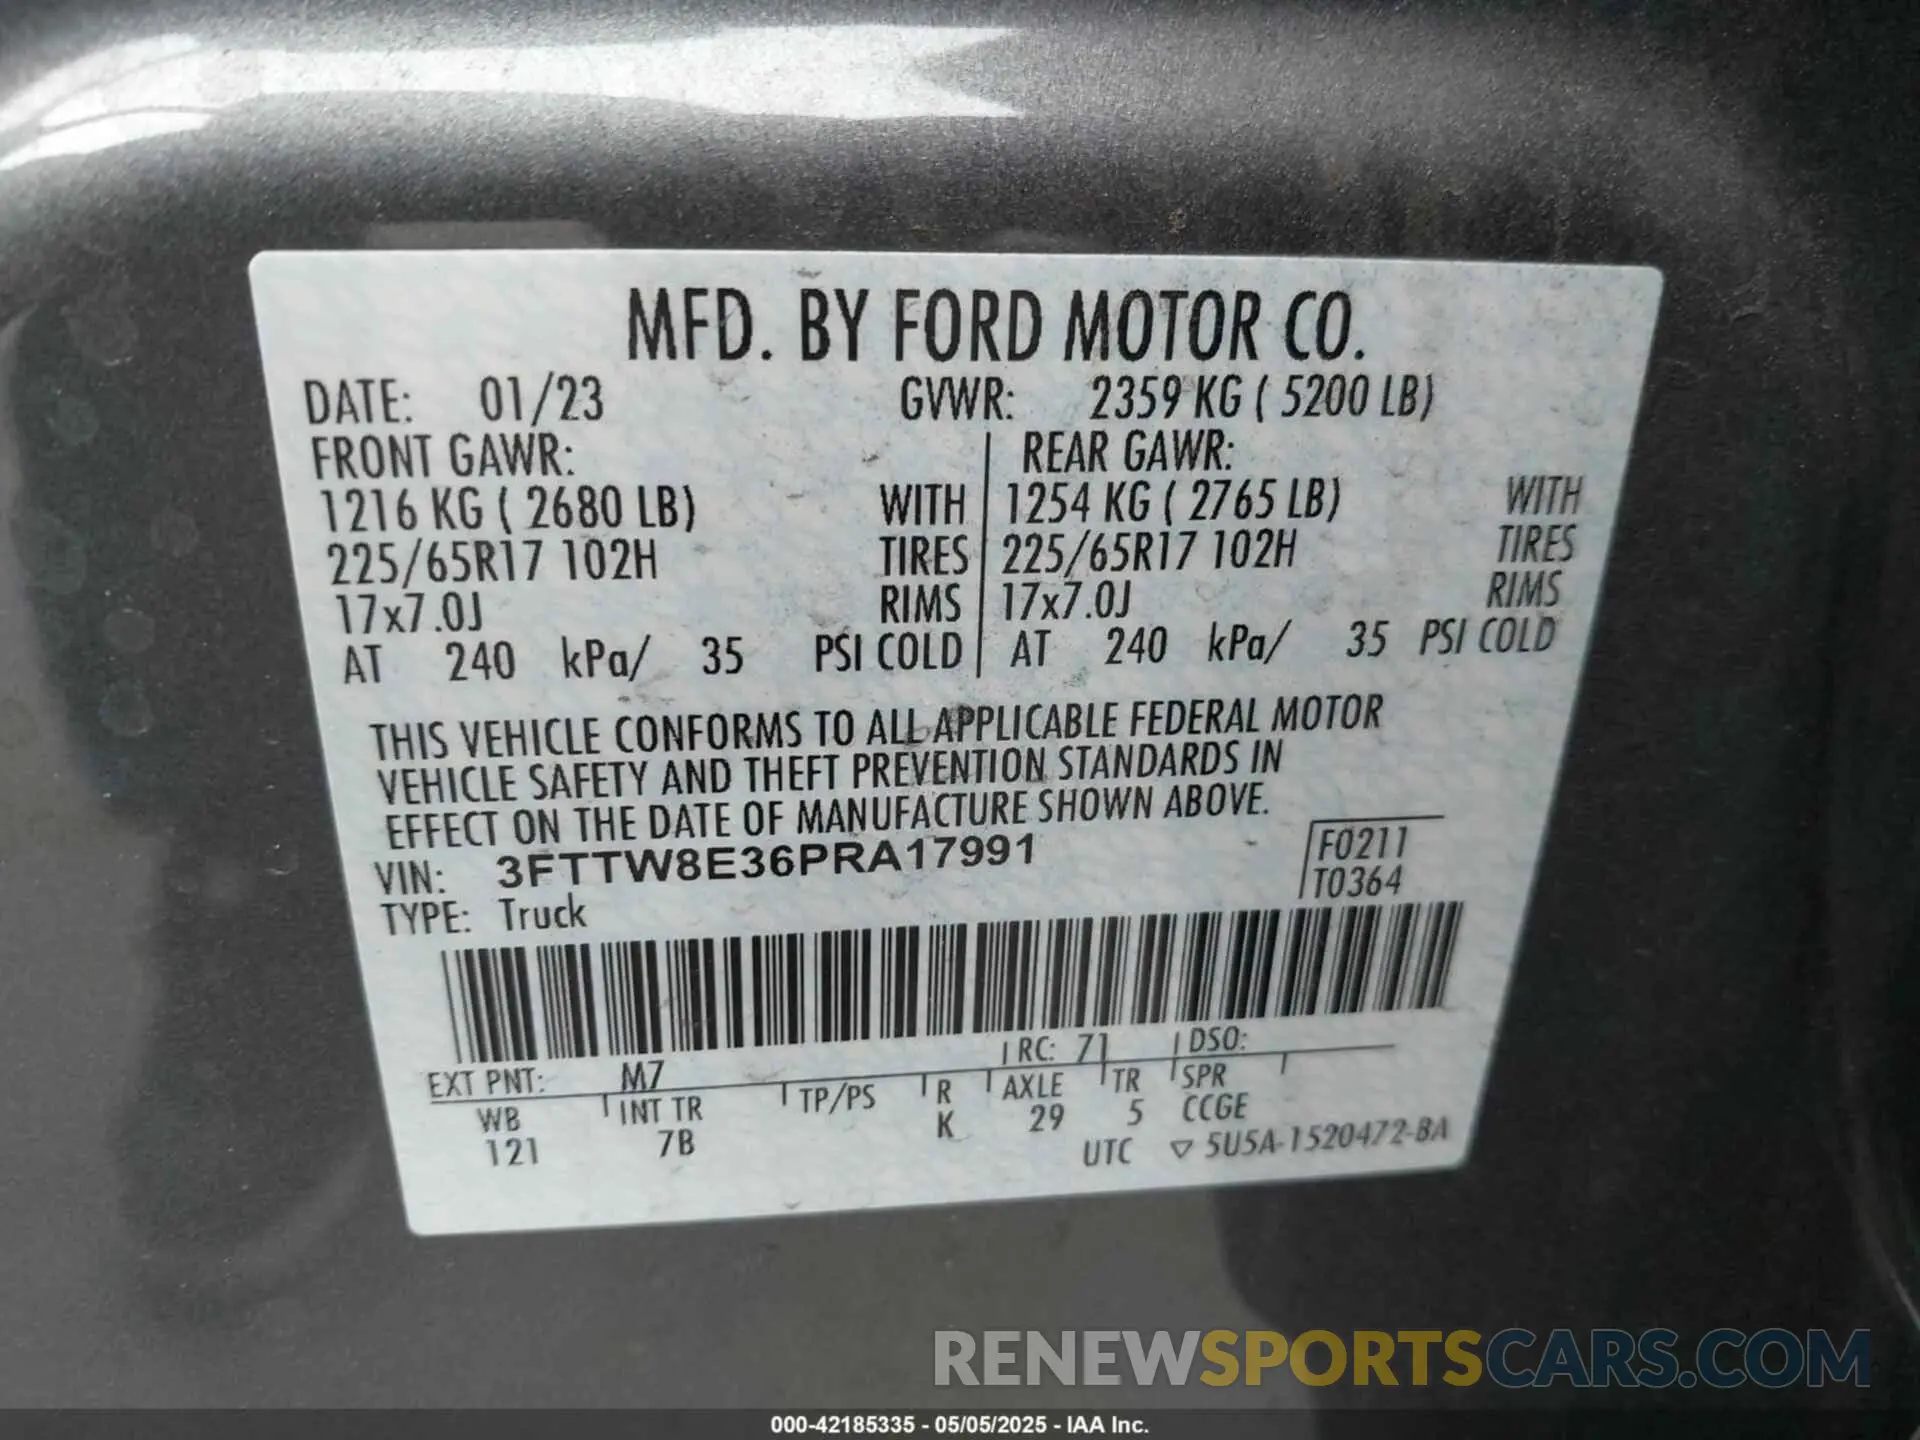 MFD. BY FORD MOTOR CO.
DATE: 01/23 GVWR: 2359 KG ( 5200 LB)
FRONT GAWR: REAR GAWR:
1216 KG ( 2680 LB) WITH 1254 KG ( 2765 LB) WITH
225/65R17 102H TIRES 225/65R17 102H TIRES
17x7.0J RIMS 17x7.0J RIMS
AT 240 kPa/ 35 PSI COLD AT 240 kPa/ 35 PSI COLD
THIS VEHICLE CONFORMS TO ALL APPLICABLE FEDERAL MOTOR
VEHICLE SAFETY AND THEFT PREVENTION STANDARDS IN
EFFECT ON THE DATE OF MANUFACTURE SHOWN ABOVE.
VIN: 3FTTW8E36PRA17991 F0211
TYPE: Truck T0364
EXT PNT: M7 RC: 71 DSO:
WB INT TR TP/PS R AXLE TR SPR
121 7B K 29 5 CCGE
UTC ▽ 5U5A-1520472-BA
RENEWSPORTSCARS.COM
000-42185335 - 05/05/2025 - IAA Inc.